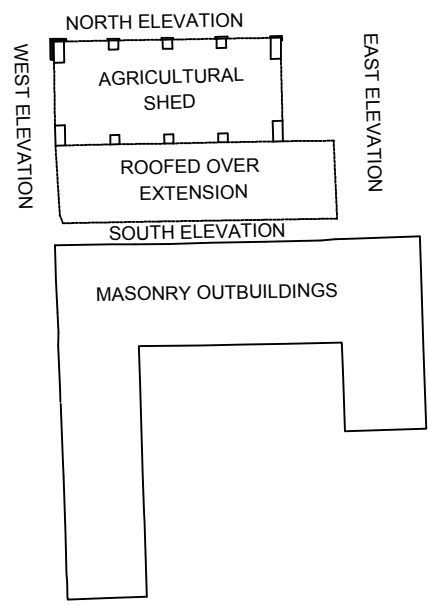 NORTH ELEVATION
WEST ELEVATION
EAST ELEVATION
AGRICULTURAL
SHED
ROOFED OVER
EXTENSION
SOUTH ELEVATION
MASONRY OUTBUILDINGS